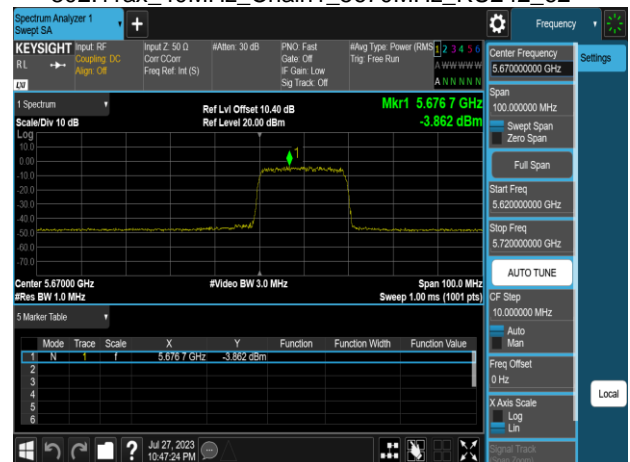 Spectrum Analyzer 1
Swept SA
+
Frequency
KEYSIGHT
RL
LXI
Input: RF
Coupling: DC
Align: Off
Input Z: 50 Ω
Corr CCorr
Freq Ref: Int (S)
#Atten: 30 dB
PNO: Fast
Gate: Off
IF Gain: Low
Sig Track: Off
#Avg Type: Power (RMS)
Trig: Free Run
1 2 3 4 5 6
A W W W W W
A N N N N N
1 Spectrum
Scale/Div 10 dB
Ref Lvl Offset 10.40 dB
Ref Level 20.00 dBm
Mkr1 5.676 7 GHz
-3.862 dBm
Log
10.0
0.00
-10.0
-20.0
-30.0
-40.0
-50.0
-60.0
-70.0
1
Center 5.67000 GHz
#Res BW 1.0 MHz
#Video BW 3.0 MHz
Span 100.0 MHz
Sweep 1.00 ms (1001 pts)
5 Marker Table
Mode Trace Scale X Y Function Function Width Function Value
1 N 1 f 5.676 7 GHz -3.862 dBm
2
3
4
5
6
Jul 27, 2023
10:47:24 PM
Center Frequency
5.670000000 GHz
Settings
Span
100.000000 MHz
Swept Span
Zero Span
Full Span
Start Freq
5.620000000 GHz
Stop Freq
5.720000000 GHz
AUTO TUNE
CF Step
10.000000 MHz
Auto
Man
Freq Offset
0 Hz
X Axis Scale
Log
Lin
Local
Signal Track